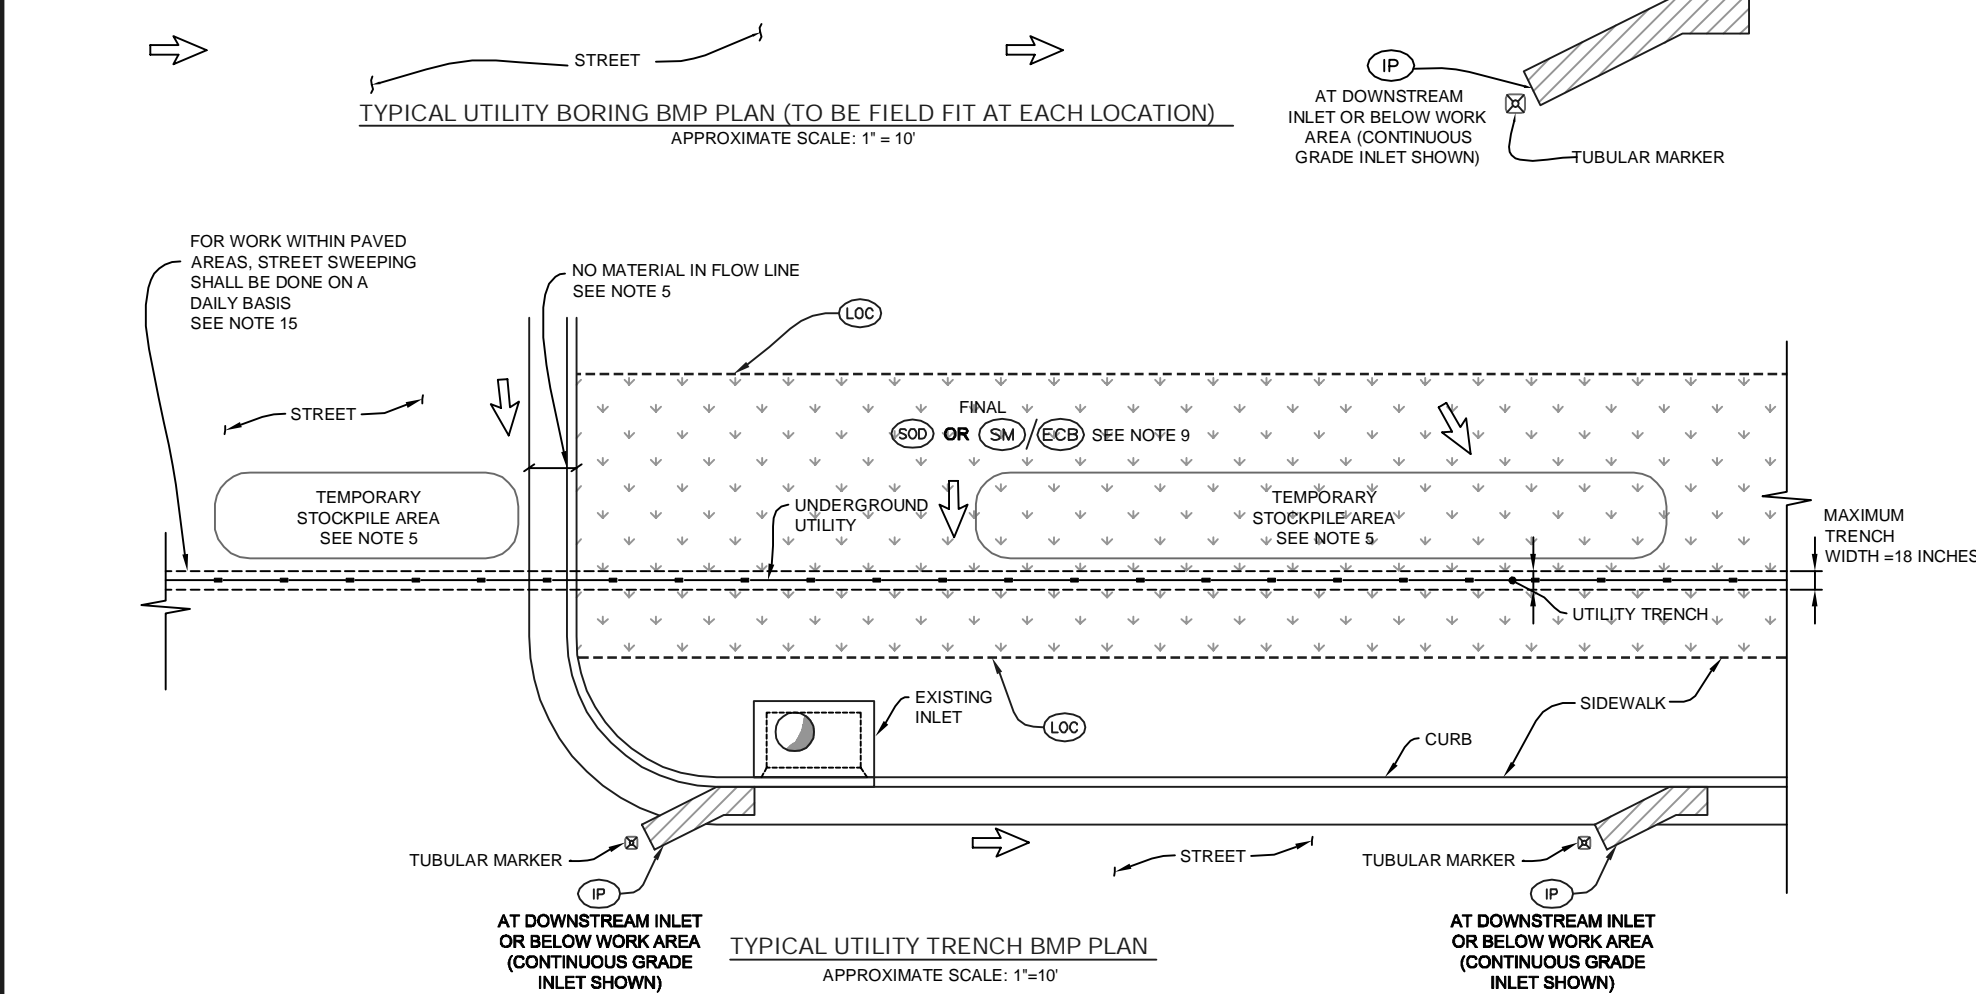 STREET
TYPICAL UTILITY BORING BMP PLAN (TO BE FIELD FIT AT EACH LOCATION)
APPROXIMATE SCALE: 1" = 10'
IP
AT DOWNSTREAM
INLET OR BELOW WORK
AREA (CONTINUOUS
GRADE INLET SHOWN)
TUBULAR MARKER
FOR WORK WITHIN PAVED
AREAS, STREET SWEEPING
SHALL BE DONE ON A
DAILY BASIS
SEE NOTE 15
NO MATERIAL IN FLOW LINE
SEE NOTE 5
LOC
STREET
FINAL
SOD OR SM/ECB SEE NOTE 9
TEMPORARY
STOCKPILE AREA
SEE NOTE 5
UNDERGROUND
UTILITY
TEMPORARY
STOCKPILE AREA
SEE NOTE 5
MAXIMUM
TRENCH
WIDTH =18 INCHES
UTILITY TRENCH
EXISTING
INLET
LOC
SIDEWALK
CURB
TUBULAR MARKER
IP
AT DOWNSTREAM INLET
OR BELOW WORK AREA
(CONTINUOUS GRADE
INLET SHOWN)
STREET
TUBULAR MARKER
IP
AT DOWNSTREAM INLET
OR BELOW WORK AREA
(CONTINUOUS GRADE
INLET SHOWN)
TYPICAL UTILITY TRENCH BMP PLAN
APPROXIMATE SCALE: 1"=10'